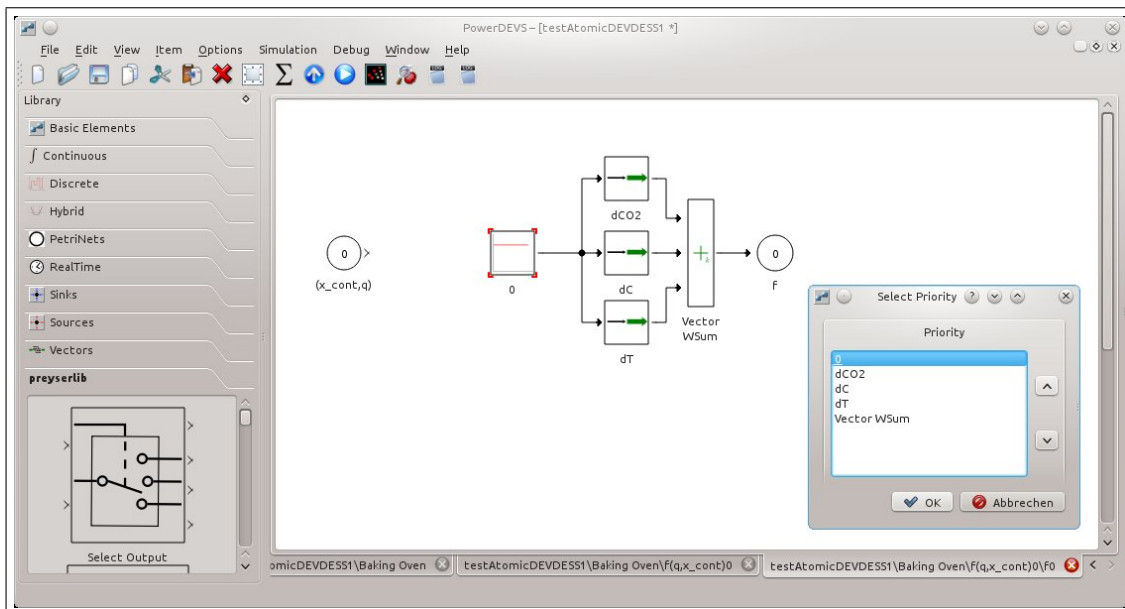 PowerDEVS – [testAtomicDEVDESS1 *]
File Edit View Item Options Simulation Debug Window Help
Library
Basic Elements
Continuous
Discrete
Hybrid
PetriNets
RealTime
Sinks
Sources
Vectors
preyserlib
Select Output
0
(x_cont,q)
0
dCO2
dC
dT
Vector
WSum
0
f
Select Priority
Priority
0
dCO2
dC
dT
Vector WSum
OK Abbrechen
omicDEVDESS1\Baking Oven testAtomicDEVDESS1\Baking Oven\f(q,x_cont)0 testAtomicDEVDESS1\Baking Oven\f(q,x_cont)0\f0